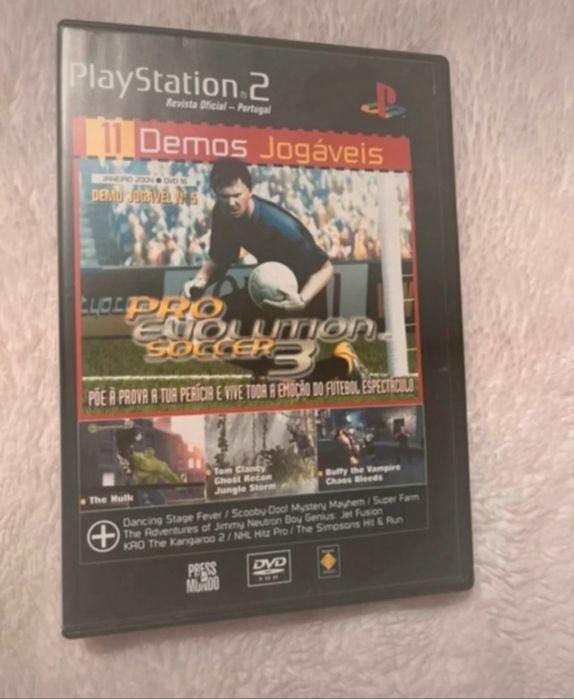 PlayStation®2
Revista Oficial – Portugal
11 Demos Jogáveis
JANEIRO 2004 ● DVD 16
DEMO JOGÁVEL Nº 5
PRO
EVOLUTION
SOCCER 3
PÕE À PROVA A TUA PERÍCIA E VIVE TODA A EMOÇÃO DO FUTEBOL ESPECTÁCULO
The Hulk
Tom Clancy
Ghost Recon
Jungle Storm
Buffy the Vampire
Chaos Bleeds
Dancing Stage Fever / Scooby-Doo! Mystery Mayhem / Super Farm
The Adventures of Jimmy Neutron Boy Genius: Jet Fusion
KAO The Kangaroo 2 / NHL Hitz Pro / The Simpsons Hit & Run
PRESS
MUNDO
DVD